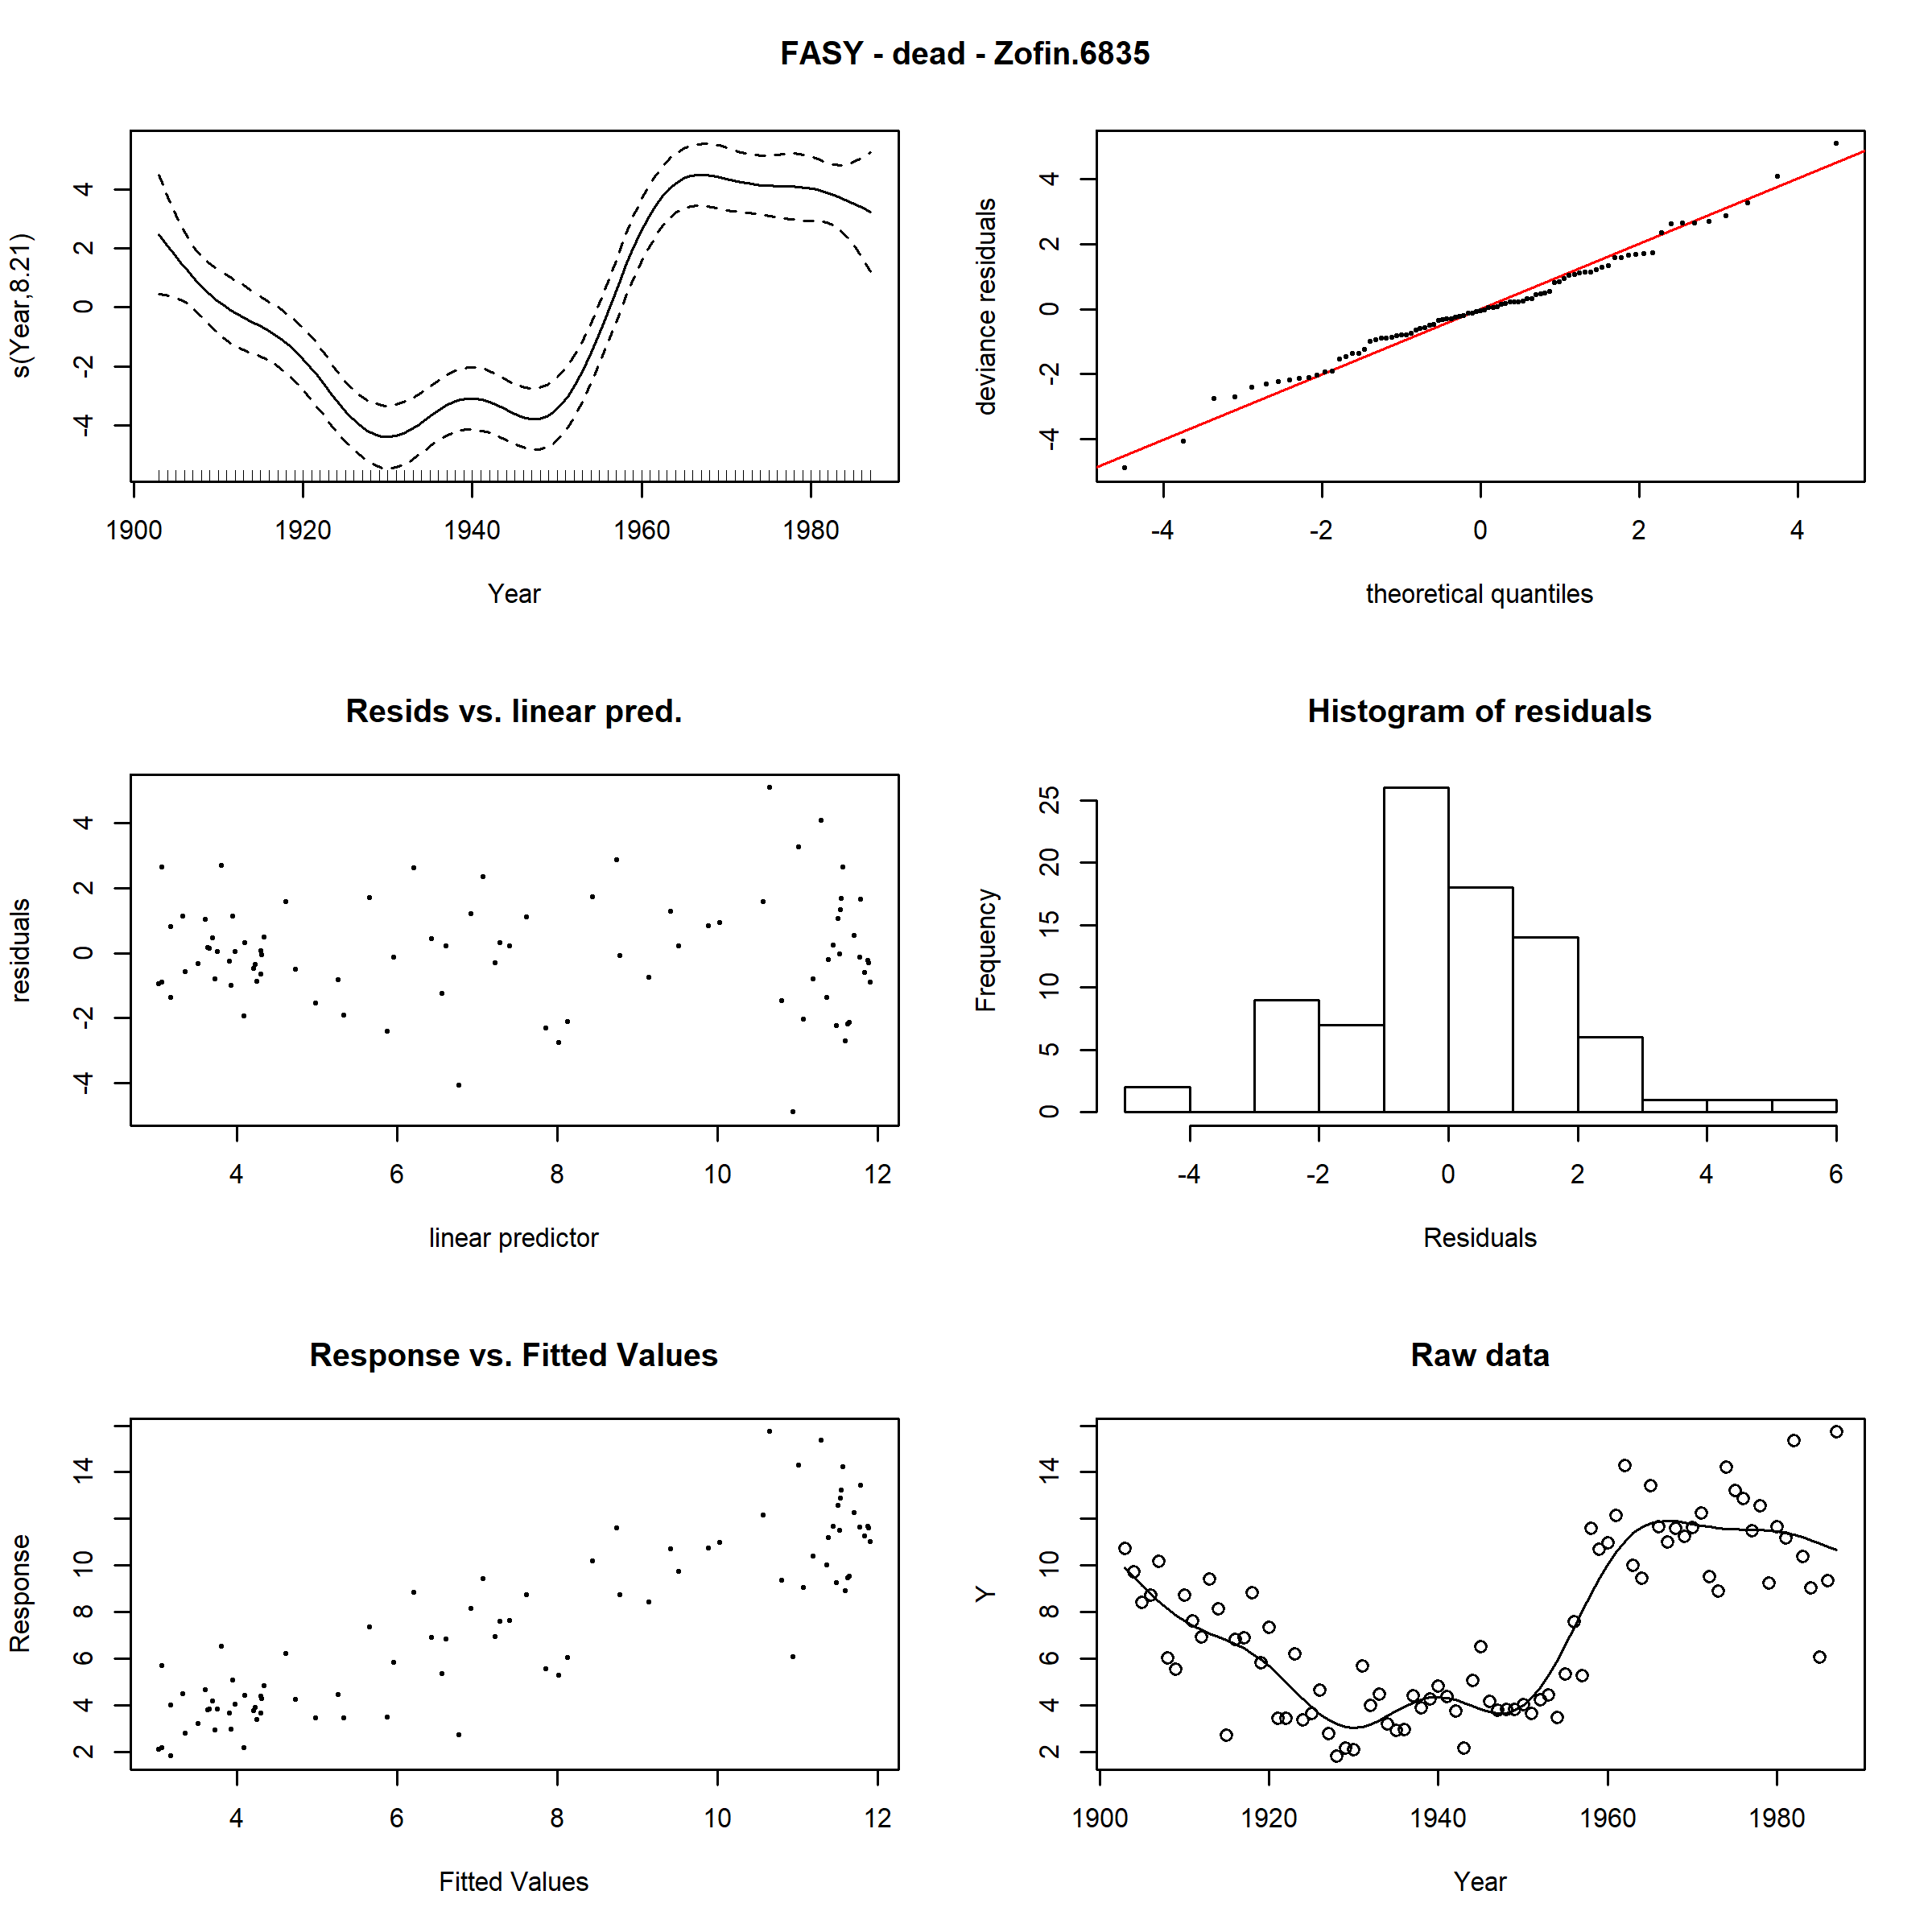 FASY - dead - Zofin.6835
s(Year,8.21)
4
2
0
-2
-4
1900 1920 1940 1960 1980
Year
deviance residuals
4
2
0
-2
-4
-4 -2 0 2 4
theoretical quantiles
Resids vs. linear pred.
residuals
4
2
0
-2
-4
4 6 8 10 12
linear predictor
Histogram of residuals
Frequency
25
20
15
10
5
0
-4 -2 0 2 4 6
Residuals
Response vs. Fitted Values
Response
14
10
8
6
4
2
4 6 8 10 12
Fitted Values
Raw data
Y
14
10
8
6
4
2
1900 1920 1940 1960 1980
Year